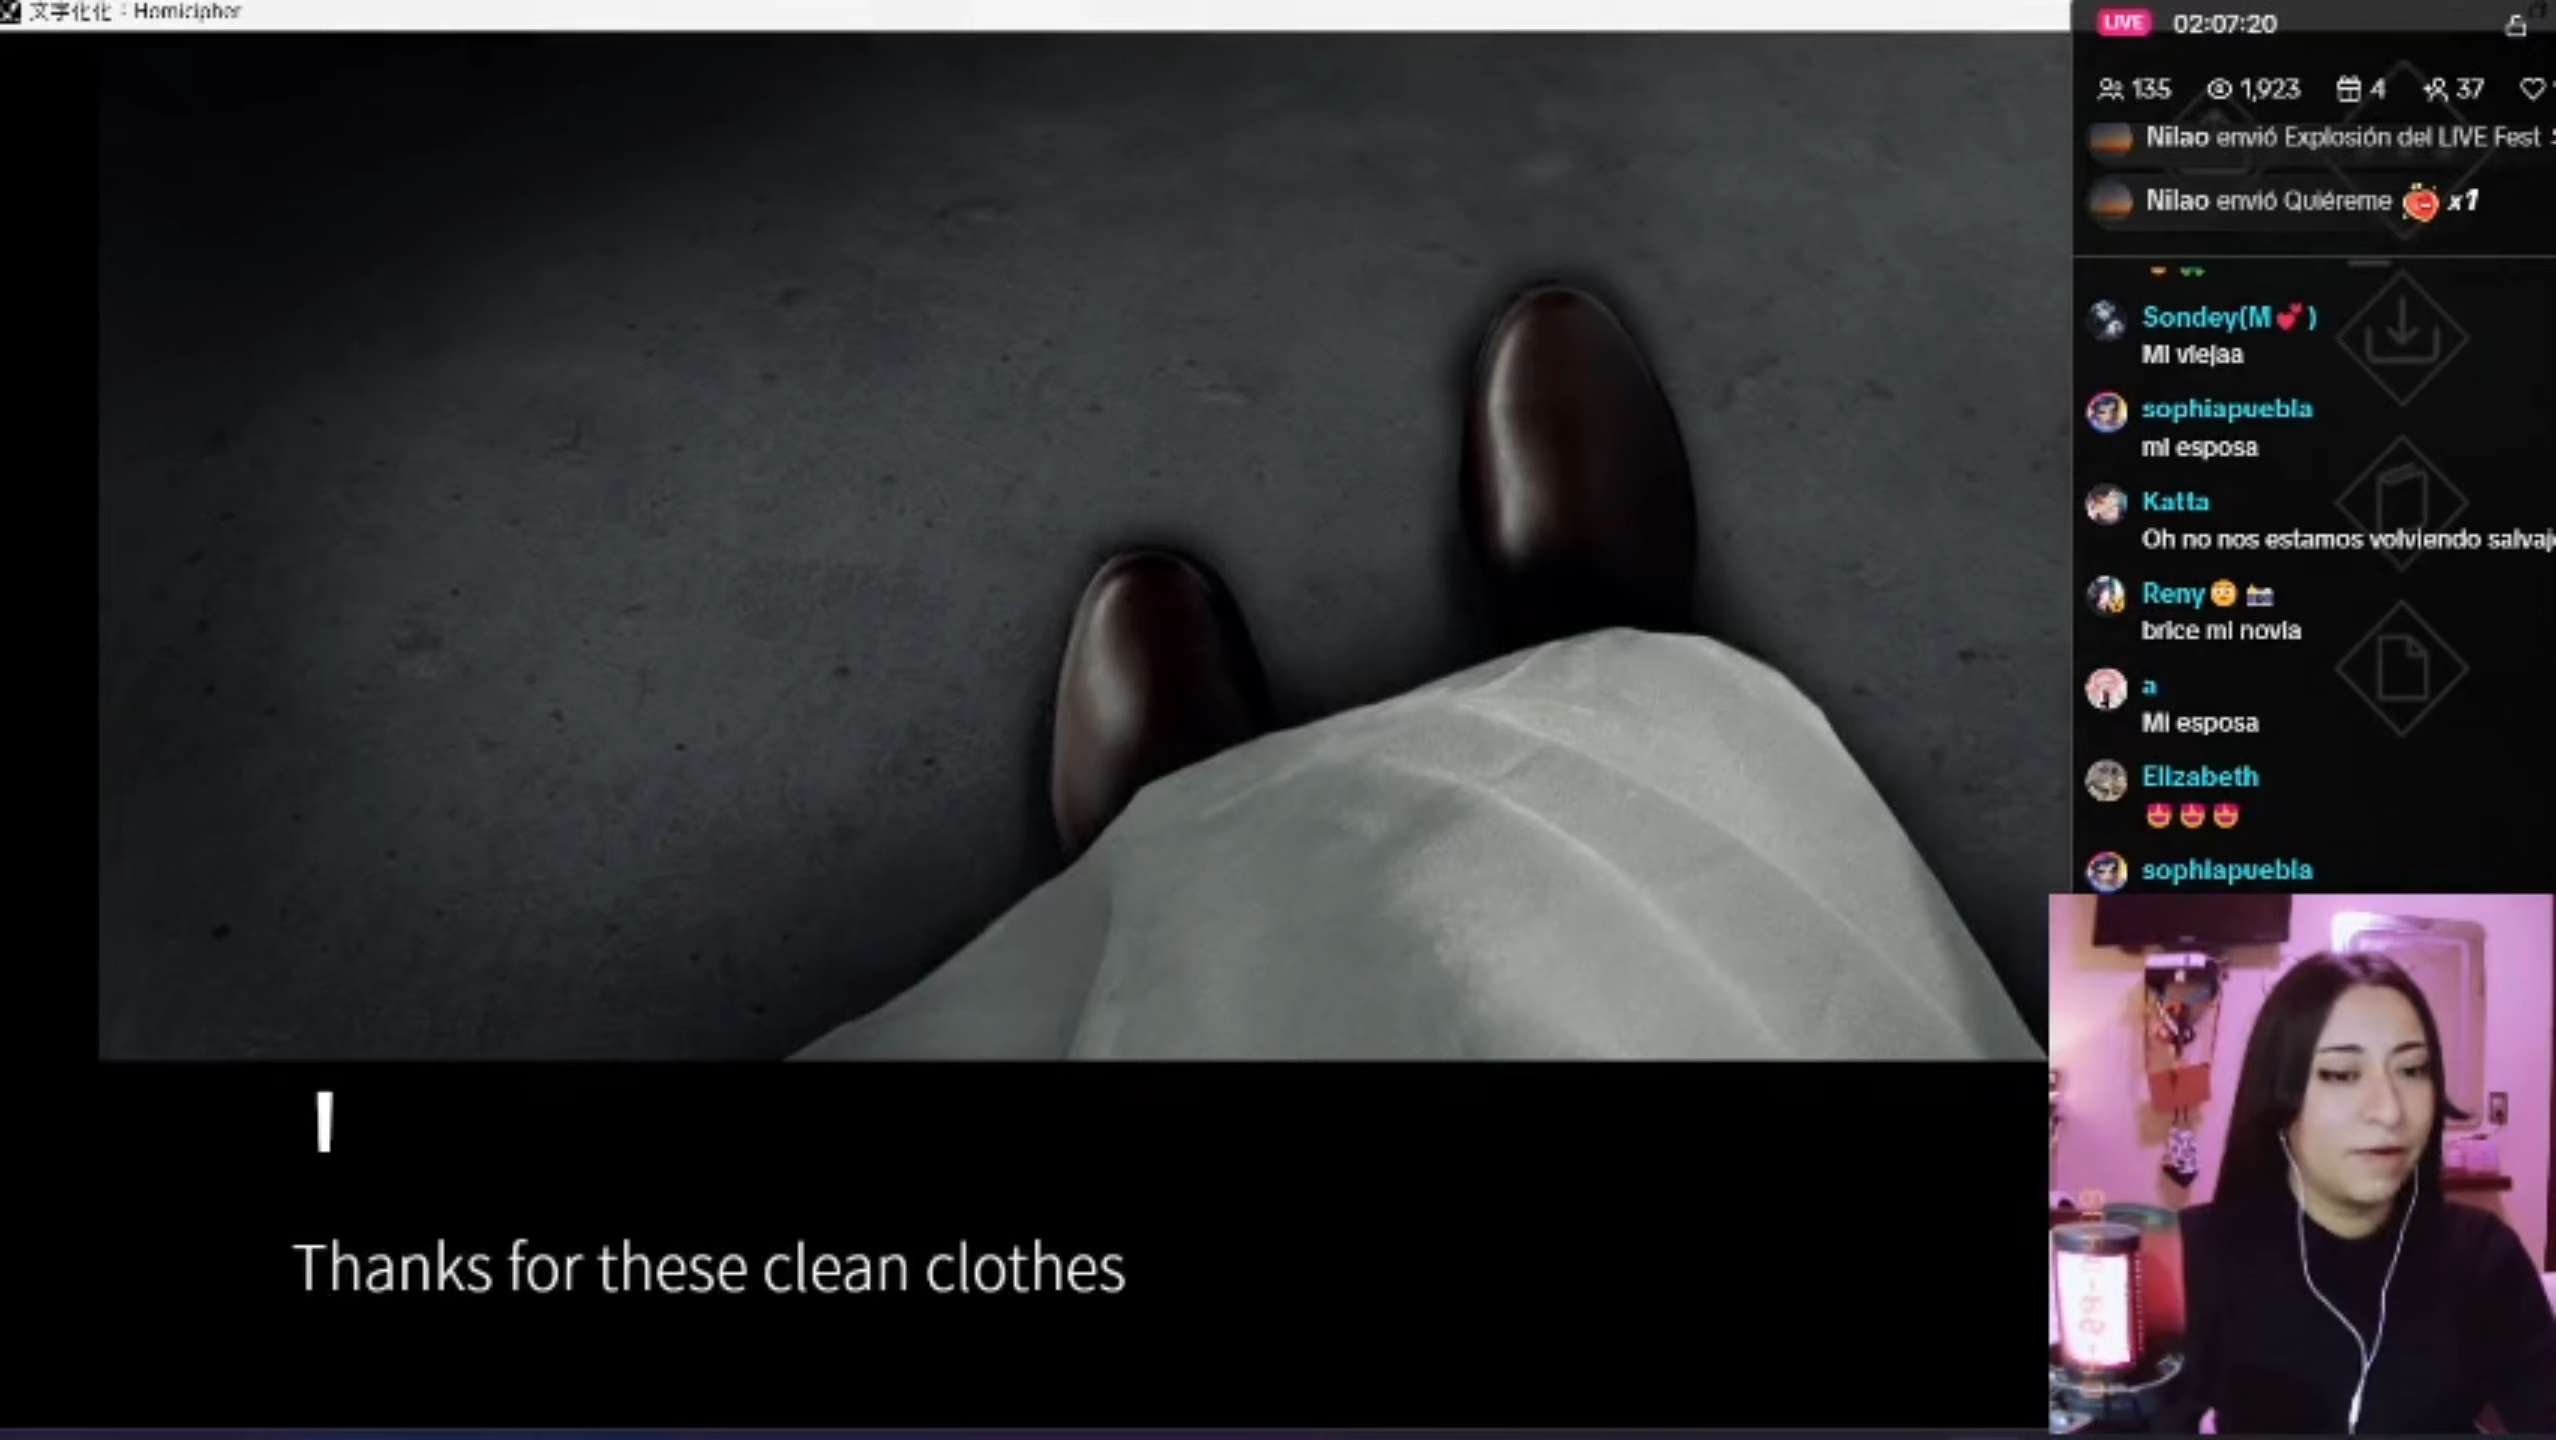 文字化化：Homicipher
I
Thanks for these clean clothes
LIVE 02:07:20
135 1,923 4 37
Nilao envió Explosión del LIVE Fest
Nilao envió Quiéreme x1
Sondey(M💕)
Mi viejaa
sophiapuebla
mi esposa
Katta
Oh no nos estamos volviendo salvaj
Reny😳 📸
brice mi novia
a
Mi esposa
Elizabeth
😍 😍 😍
sophiapuebla